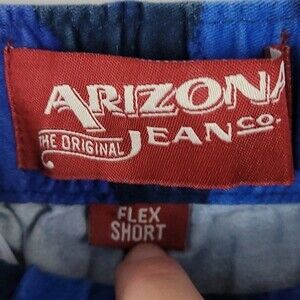 ARIZONA
THE ORIGINAL JEAN CO.
FLEX
SHORT